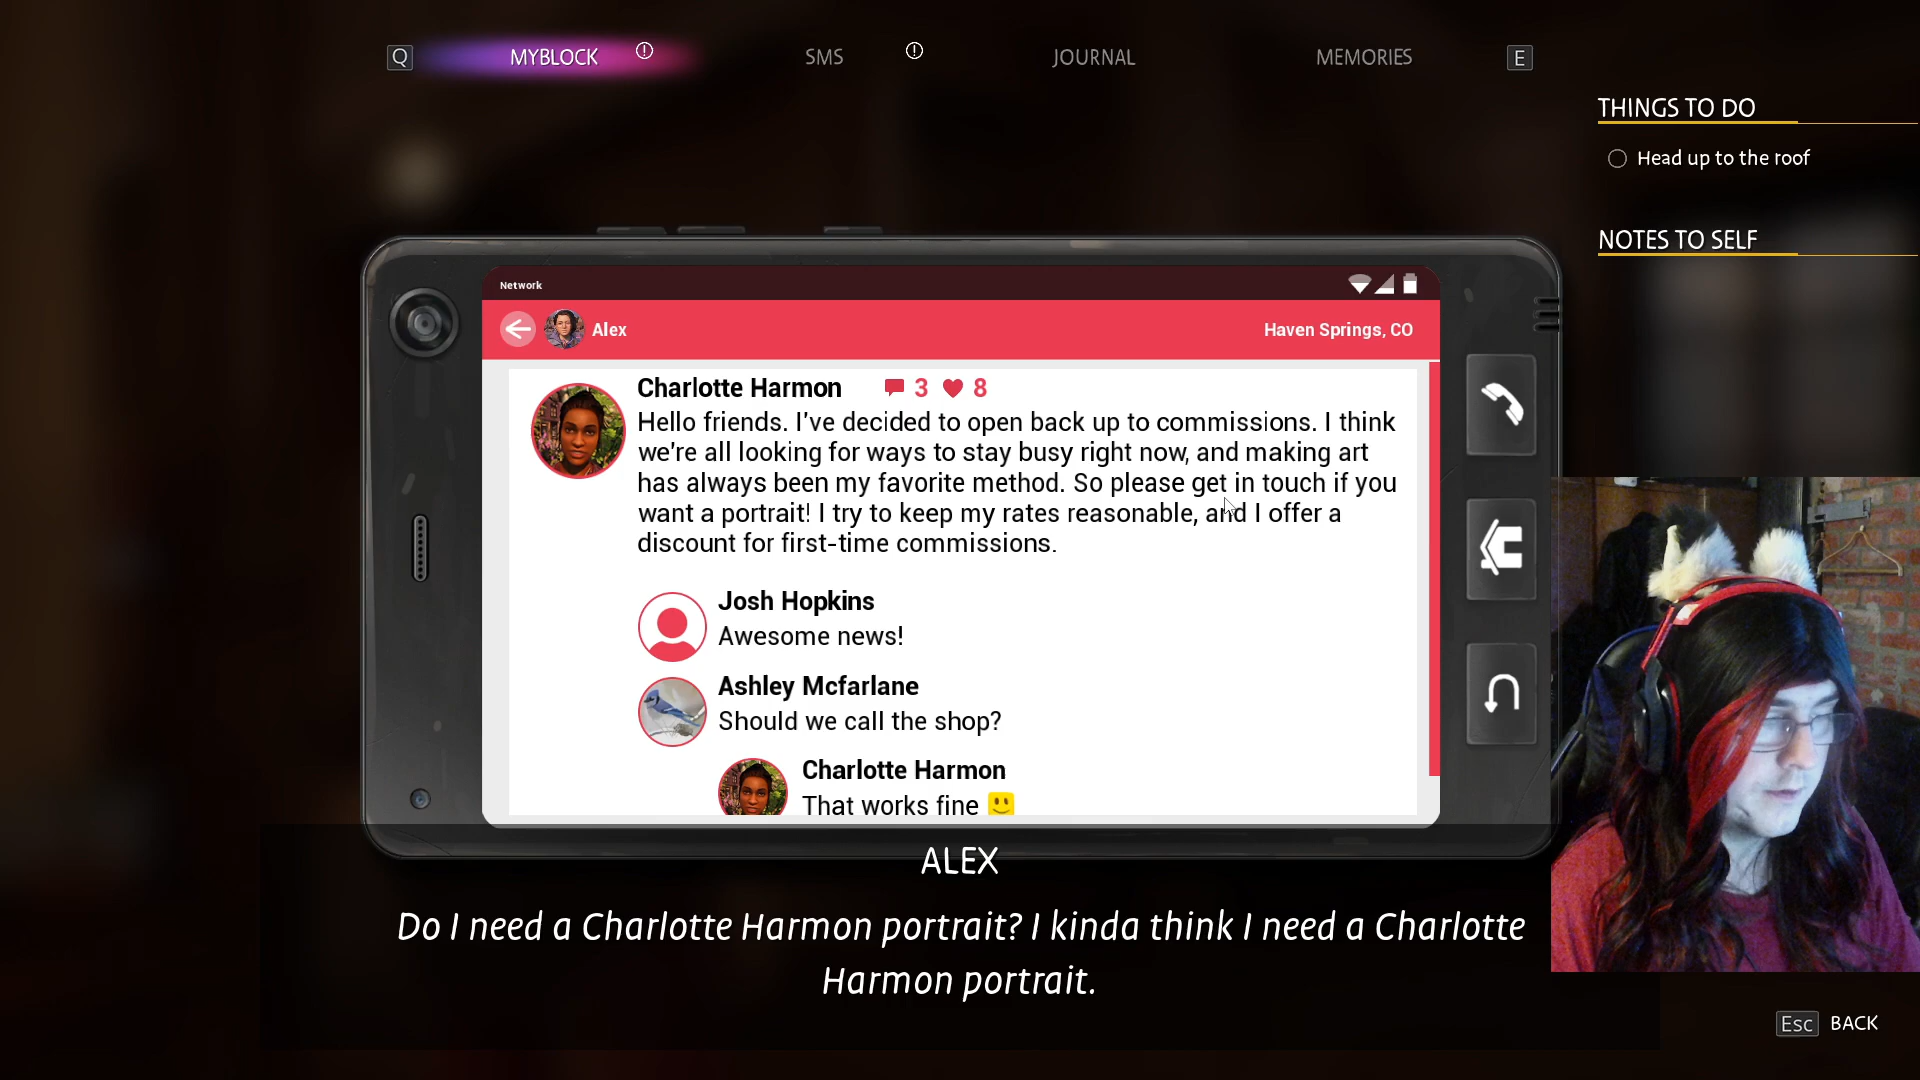 Q
MYBLOCK
SMS
JOURNAL
MEMORIES
E
THINGS TO DO
Head up to the roof
NOTES TO SELF
Network
Alex
Haven Springs, CO
Charlotte Harmon 3 8
Hello friends. I've decided to open back up to commissions. I think
we're all looking for ways to stay busy right now, and making art
has always been my favorite method. So please get in touch if you
want a portrait! I try to keep my rates reasonable, and I offer a
discount for first-time commissions.
Josh Hopkins
Awesome news!
Ashley Mcfarlane
Should we call the shop?
Charlotte Harmon
That works fine 🙂
ALEX
Do I need a Charlotte Harmon portrait? I kinda think I need a Charlotte
Harmon portrait.
Esc BACK